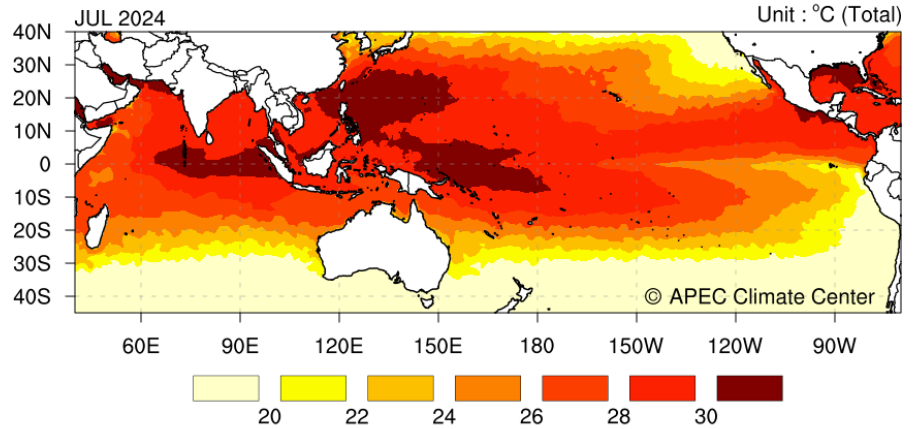 JUL 2024
Unit : °C (Total)
40N
30N
20N
10N
0
10S
20S
30S
40S
© APEC Climate Center
60E 90E 120E 150E 180 150W 120W 90W
20 22 24 26 28 30